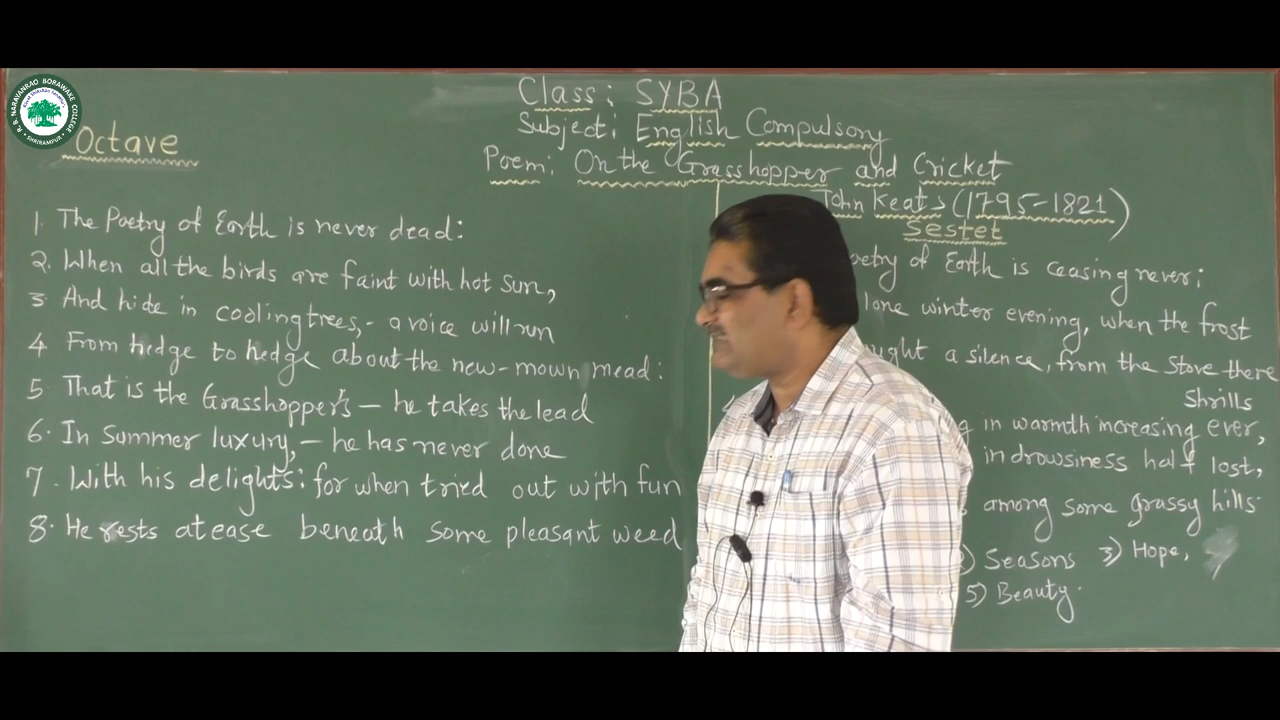 R. B. NARAYANRAO BORAWAKE COLLEGE
SHRIRAMPUR
Class: SYBA
Subject: English Compulsory
Poem: On the Grasshopper and Cricket
John Keats (1795-1821)
Octave
1. The Poetry of Earth is never dead:
2. When all the birds are faint with hot sun,
3 And hide in cooling trees,- a voice will run
4 From hedge to hedge about the new-mown mead:
5 That is the Grasshopper's — he takes the lead
6. In Summer luxury,— he has never done
7. With his delights: for when tried out with fun
8. He rests at ease beneath some pleasant weed
Sestet
oetry of Earth is ceasing never:
lone winter evening, when the frost
ught a silence, from the Stove there
Shrills
in warmth increasing ever,
in drowsiness half lost,
among some grassy hills.
) Seasons 3) Hope,
5) Beauty.